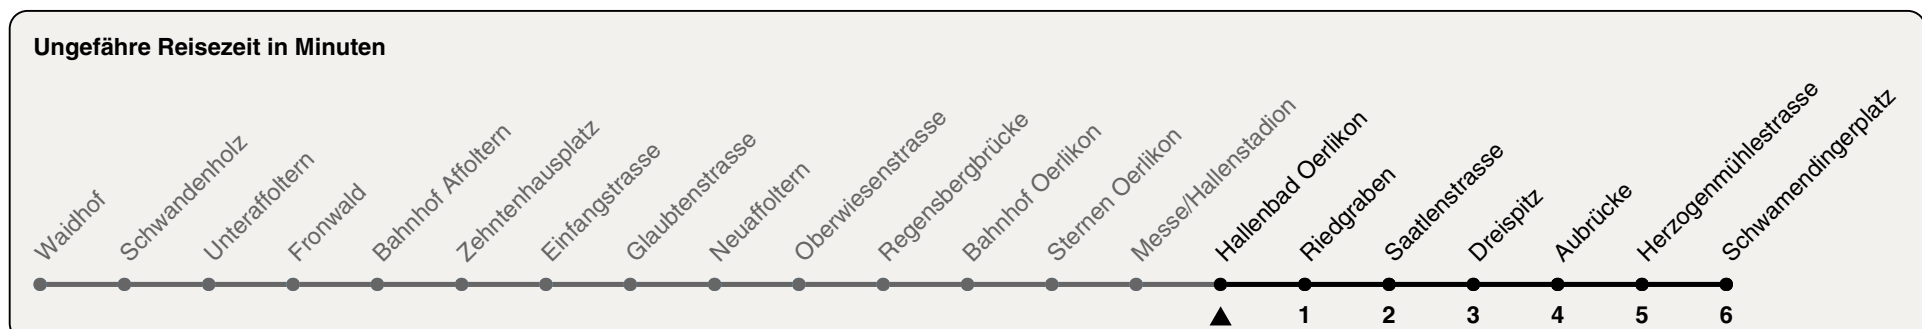 Ungefähre Reisezeit in Minuten
Waidhof
Schwandenholz
Unteraffoltern
Fronwald
Bahnhof Affoltern
Zehntenhausplatz
Einfangstrasse
Glaubtenstrasse
Neuaffoltern
Oberwiesenstrasse
Regensbergbrücke
Bahnhof Oerlikon
Sternen Oerlikon
Messe/Hallenstadion
Hallenbad Oerlikon
Riedgraben
Saatlenstrasse
Dreispitz
Aubrücke
Herzogenmühlestrasse
Schwamendingerplatz
1 2 3 4 5 6